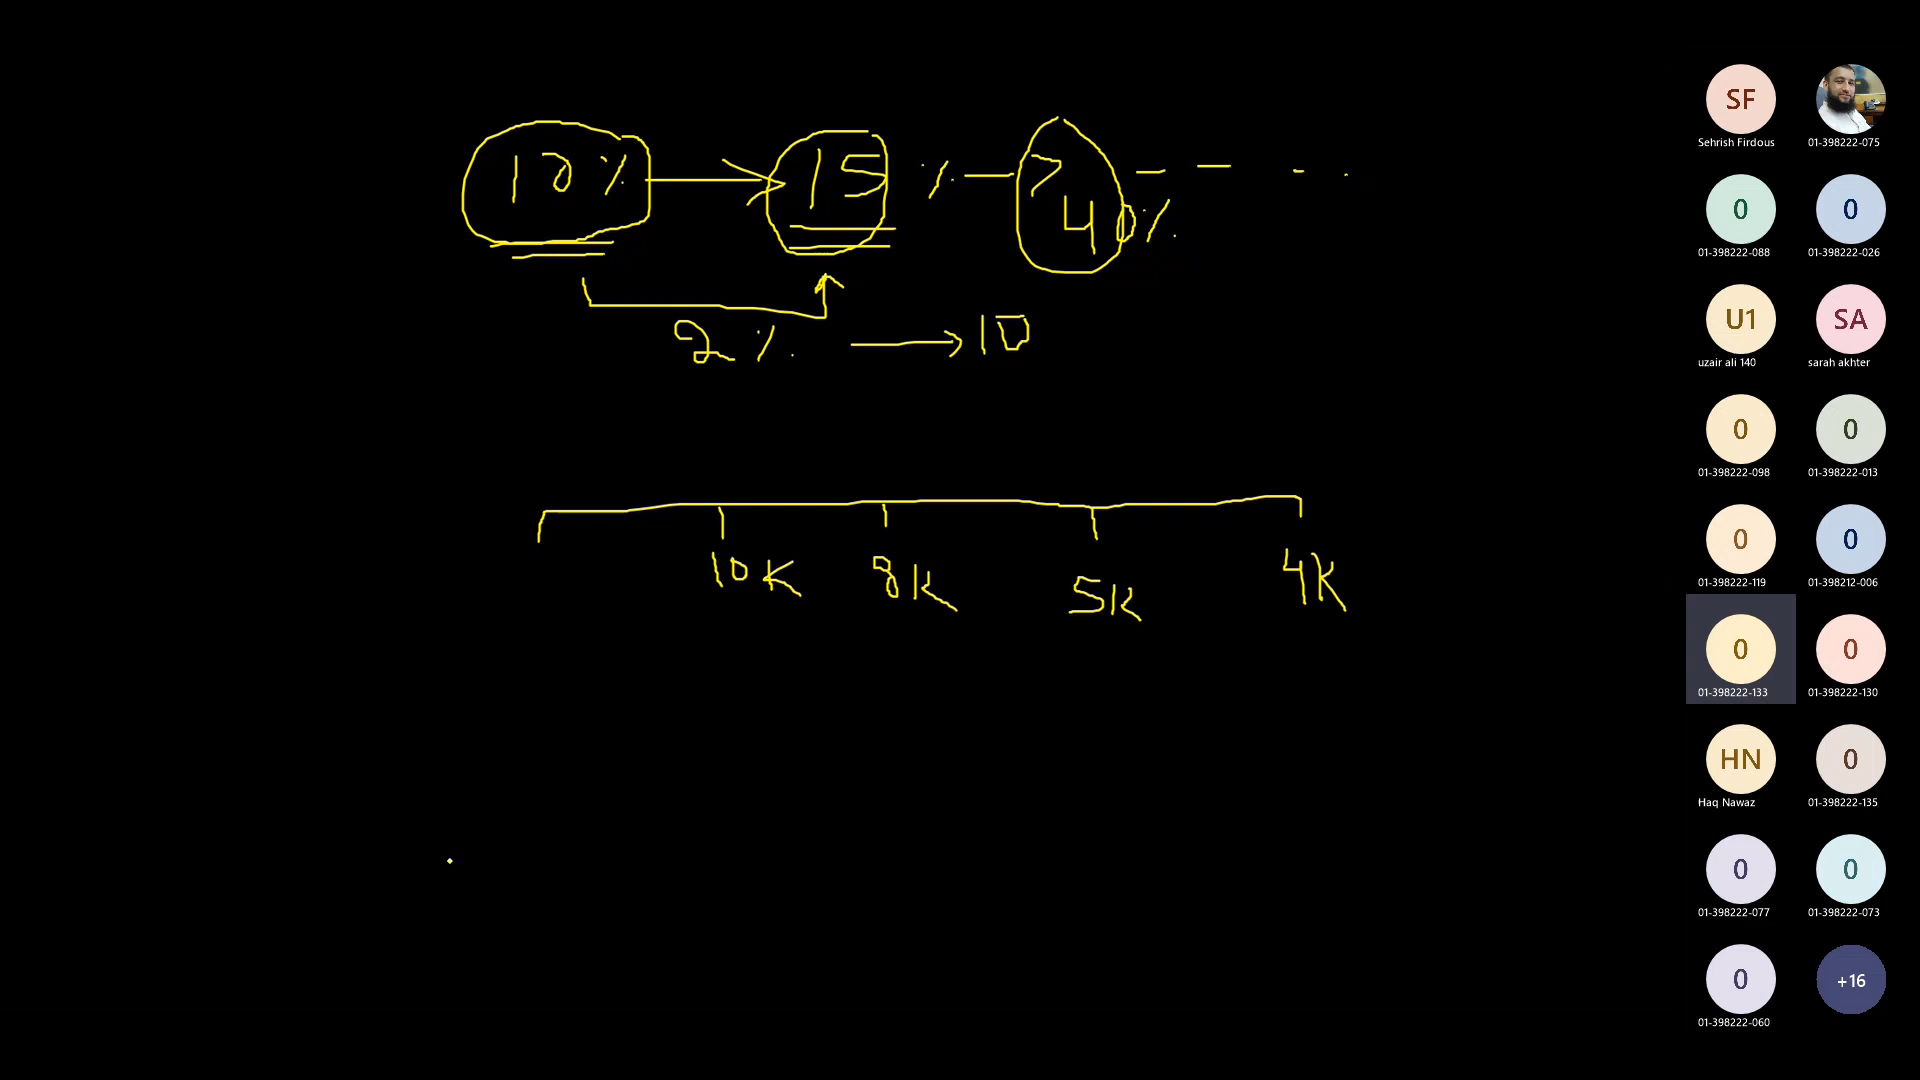 10% → 15% → 40% - - - .
2% → 10
10K 8K 5K 4K
SF
Sehrish Firdous 01-398222-075
0 0
01-398222-088 01-398222-026
U1 SA
uzair ali 140 sarah akhter
0 0
01-398222-098 01-398222-013
0 0
01-398222-119 01-398212-006
0 0
01-398222-133 01-398222-130
HN 0
Haq Nawaz 01-398222-135
0 0
01-398222-077 01-398222-073
0 +16
01-398222-060